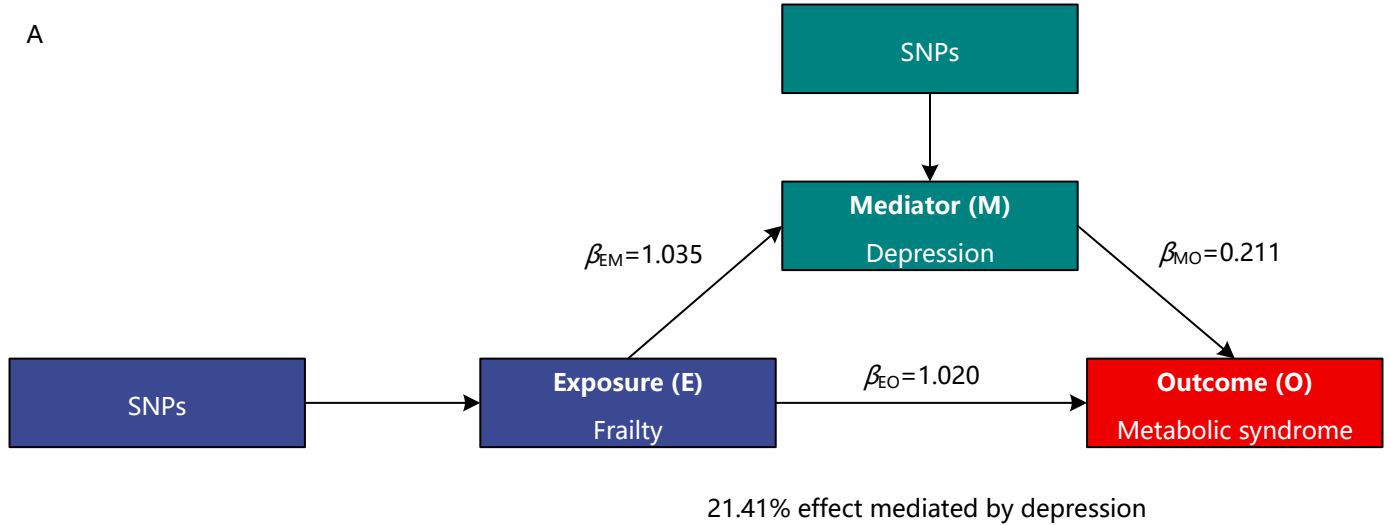 A
SNPs
Mediator (M)
Depression
βEM=1.035
βMO=0.211
SNPs
Exposure (E)
Frailty
βEO=1.020
Outcome (O)
Metabolic syndrome
21.41% effect mediated by depression